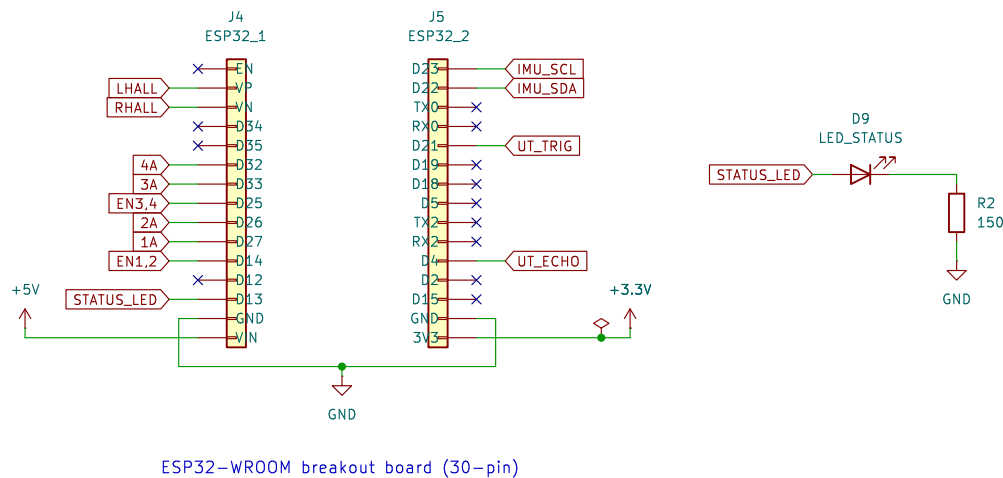 J4
ESP32_1
EN
LHALL VP
RHALL VN
D34
D35
4A D32
3A D33
EN3,4 D25
2A D26
1A D27
EN1,2 D14
D12
STATUS_LED D13
GND
+5V VIN
J5
ESP32_2
D23 IMU_SCL
D22 IMU_SDA
TX0
RX0
D21 UT_TRIG
D19
D18
D5
TX2
RX2
D4 UT_ECHO
D2
D15
GND
3V3 +3.3V
GND
D9
LED_STATUS
STATUS_LED
R2
150
GND
ESP32-WROOM breakout board (30-pin)